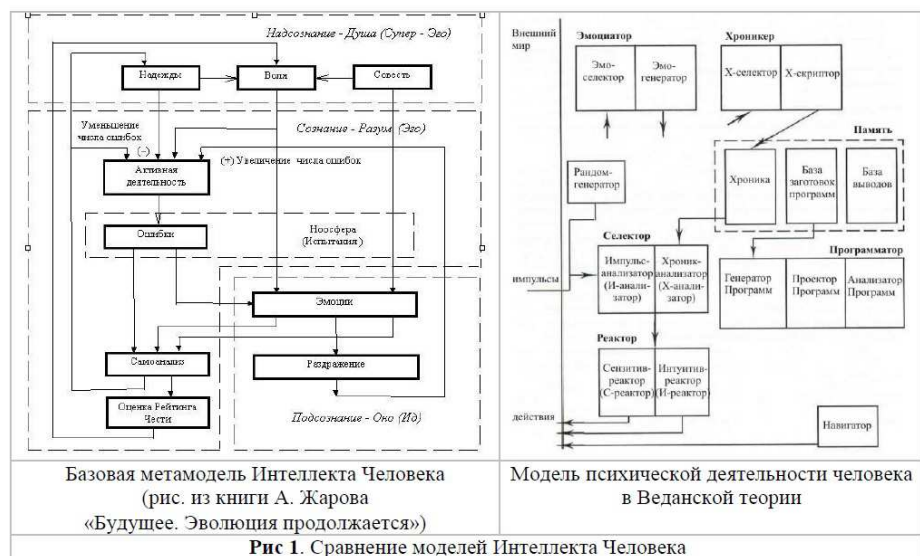 Надсознание - Душа (Супер - Эго)
Надежды
Воля
Совесть
Уменьшение
числа ошибок
(-)
Сознание - Разум (Эго)
(+) Увеличение числа ошибок
Активная
деятельность
Ошибки
Ноосфера
(Испытания )
Эмоции
Самоанализ
Раздражение
Оценка Рейтинга
Чести
Подсознание - Оно (Ид)
Базовая метамодель Интеллекта Человека
(рис. из книги А. Жарова
«Будущее. Эволюция продолжается»)
Внешний
мир
Эмоциатор
Эмо-
селектор
Эмо-
генератор
Хроникер
Х-селектор
Х-скриптор
Память
Хроника
База
заготовок
программ
База
выводов
Рандом-
генератор
Селектор
Импульс-
анализатор
(И-анали-
затор)
Хроник-
анализатор
(Х-анали-
затор)
импульсы
Программатор
Генератор
Программ
Проектор
Программ
Анализатор
Программ
Реактор
Сензитив-
реактор
(С-реактор)
Интуитив-
реактор
(И-реактор)
действия
Навигатор
Модель психической деятельности человека
в Веданской теории
Рис 1. Сравнение моделей Интеллекта Человека